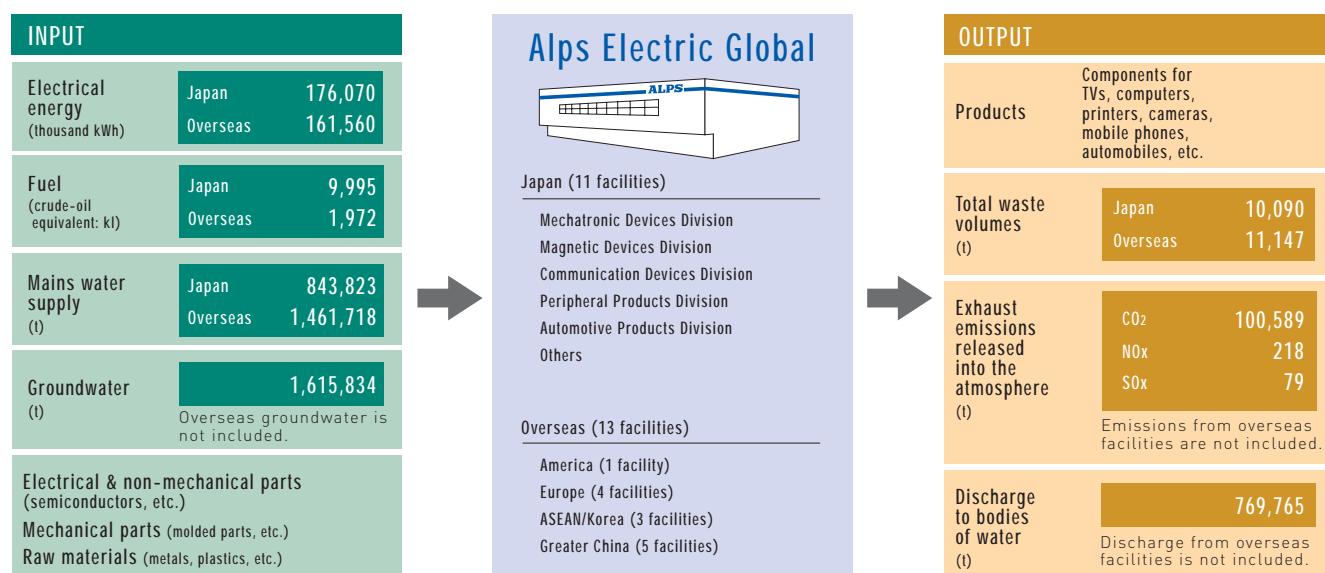 INPUT
Electrical
energy
(thousand kWh)
Japan 176,070
Overseas 161,560
Fuel
(crude-oil
equivalent: kl)
Japan 9,995
Overseas 1,972
Mains water
supply
(t)
Japan 843,823
Overseas 1,461,718
Groundwater
(t)
1,615,834
Overseas groundwater is
not included.
Electrical & non-mechanical parts
(semiconductors, etc.)
Mechanical parts (molded parts, etc.)
Raw materials (metals, plastics, etc.)
Alps Electric Global
ALPS
Japan (11 facilities)
Mechatronic Devices Division
Magnetic Devices Division
Communication Devices Division
Peripheral Products Division
Automotive Products Division
Others
Overseas (13 facilities)
America (1 facility)
Europe (4 facilities)
ASEAN/Korea (3 facilities)
Greater China (5 facilities)
OUTPUT
Products
Components for
TVs, computers,
printers, cameras,
mobile phones,
automobiles, etc.
Total waste
volumes
(t)
Japan 10,090
Overseas 11,147
Exhaust
emissions
released
into the
atmosphere
(t)
CO2 100,589
NOx 218
SOx 79
Emissions from overseas
facilities are not included.
Discharge
to bodies
of water
(t)
769,765
Discharge from overseas
facilities is not included.